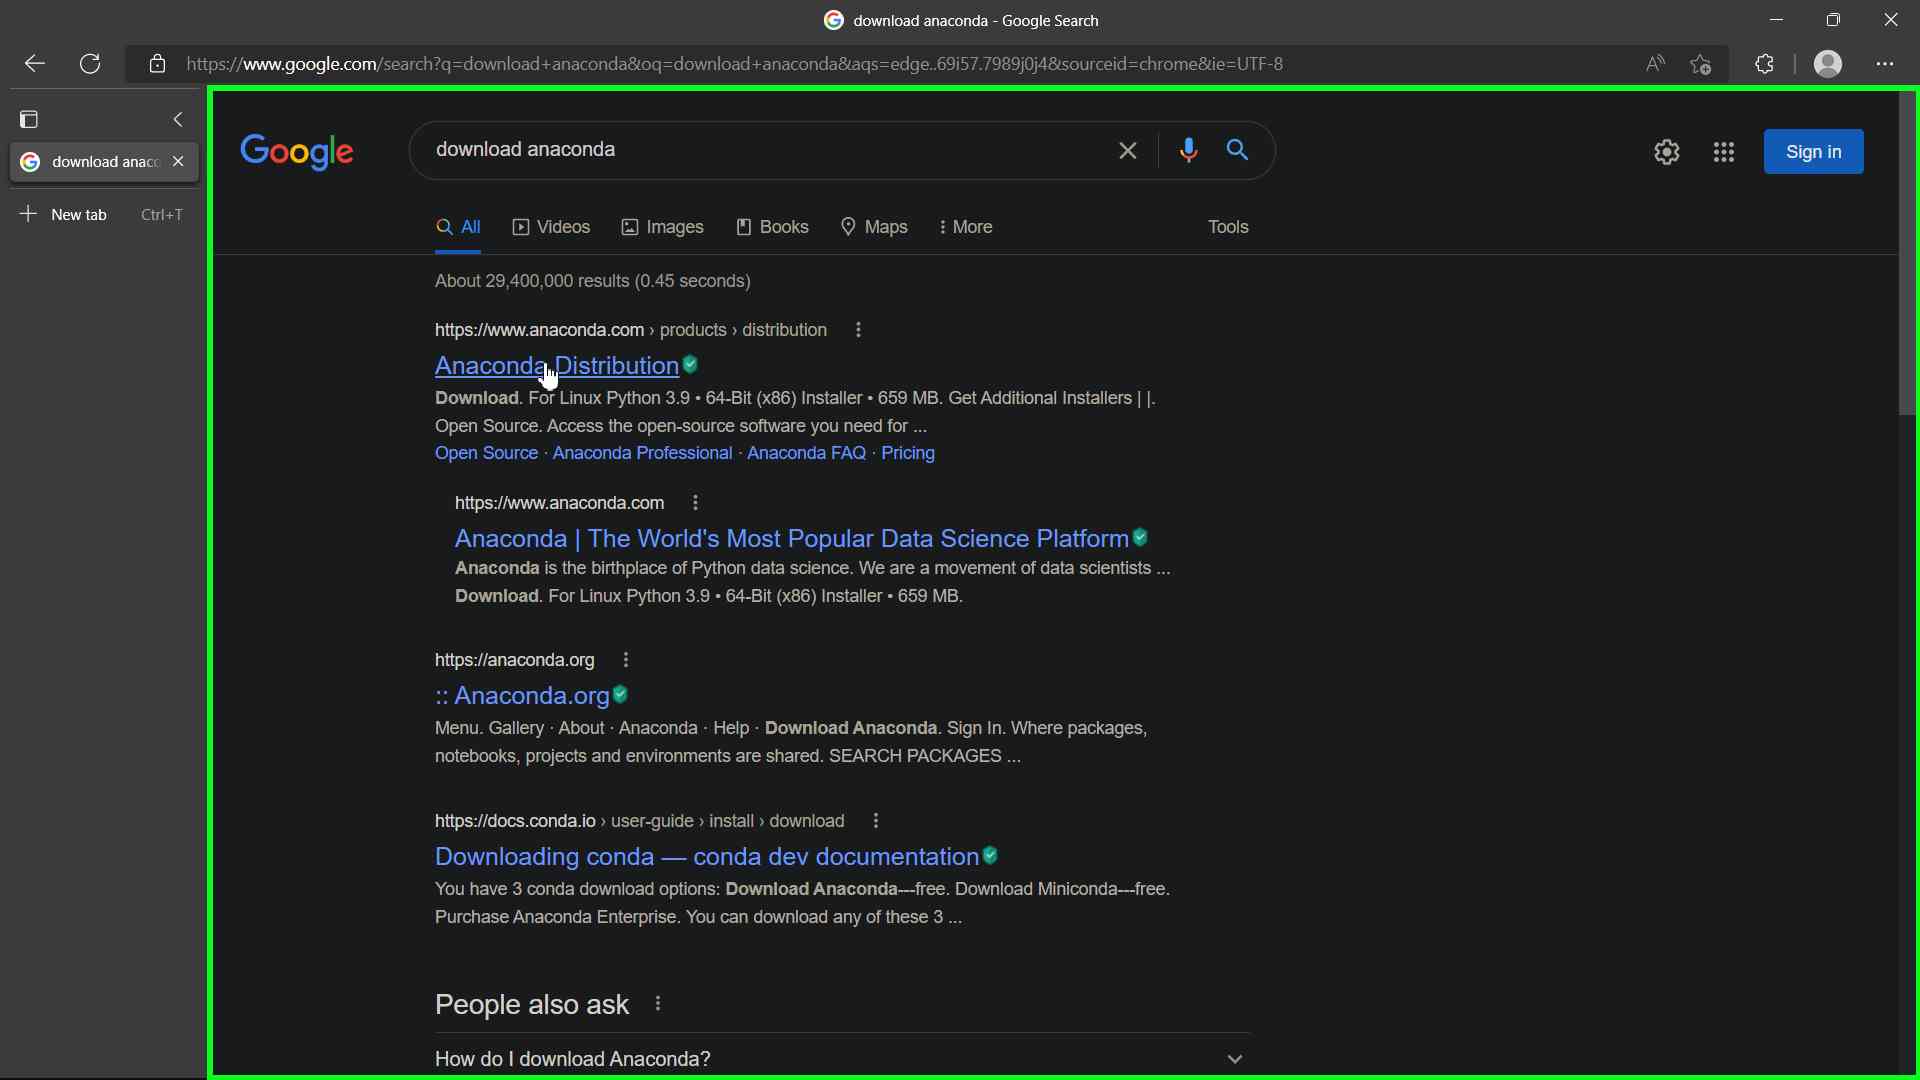 download anaconda - Google Search
https://www.google.com/search?q=download+anaconda&oq=download+anaconda&aqs=edge..69i57.7989j0j4&sourceid=chrome&ie=UTF-8
download anac
New tab Ctrl+T
Google
download anaconda
Sign in
All Videos Images Books Maps More Tools
About 29,400,000 results (0.45 seconds)
https://www.anaconda.com › products › distribution
Anaconda Distribution
Download. For Linux Python 3.9 • 64-Bit (x86) Installer • 659 MB. Get Additional Installers | |.
Open Source. Access the open-source software you need for ...
Open Source · Anaconda Professional · Anaconda FAQ · Pricing
https://www.anaconda.com
Anaconda | The World's Most Popular Data Science Platform
Anaconda is the birthplace of Python data science. We are a movement of data scientists ...
Download. For Linux Python 3.9 • 64-Bit (x86) Installer • 659 MB.
https://anaconda.org
:: Anaconda.org
Menu. Gallery · About · Anaconda · Help · Download Anaconda. Sign In. Where packages,
notebooks, projects and environments are shared. SEARCH PACKAGES ...
https://docs.conda.io › user-guide › install › download
Downloading conda — conda dev documentation
You have 3 conda download options: Download Anaconda---free. Download Miniconda---free.
Purchase Anaconda Enterprise. You can download any of these 3 ...
People also ask
How do I download Anaconda?